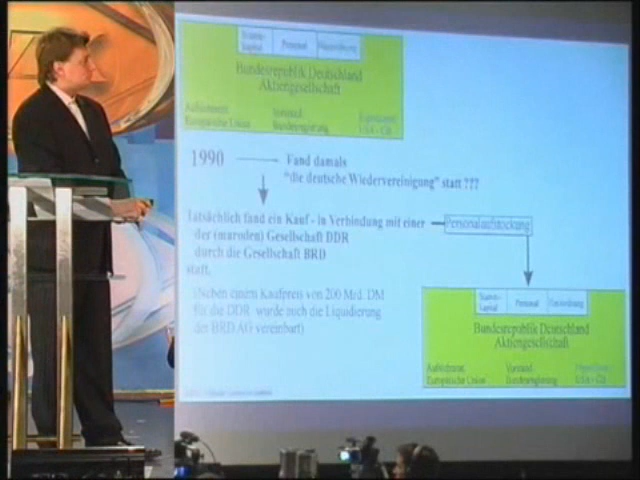 Stamm- Personal
Kapital
Bundesrepublik Deutschland
Aktiengesellschaft
Aufsichtsrat: Vorstand:
Europäische Union Bundesregierung
1990 Fand damals
"die deutsche Wiedervereinigung" statt ???
Tatsächlich fand ein Kauf - in Verbindung mit einer Personalaufstockung
der (maroden) Gesellschaft DDR
durch die Gesellschaft BRD
statt.
(Neben einem Kaufpreis von 200 Mrd. DM
für die DDR wurde auch die Liquidierung
der BRD AG vereinbart)
Stamm- Personal
Kapital
Bundesrepublik Deutschland
Aktiengesellschaft
Aufsichtsrat: Vorstand:
Europäische Union Bundesregierung